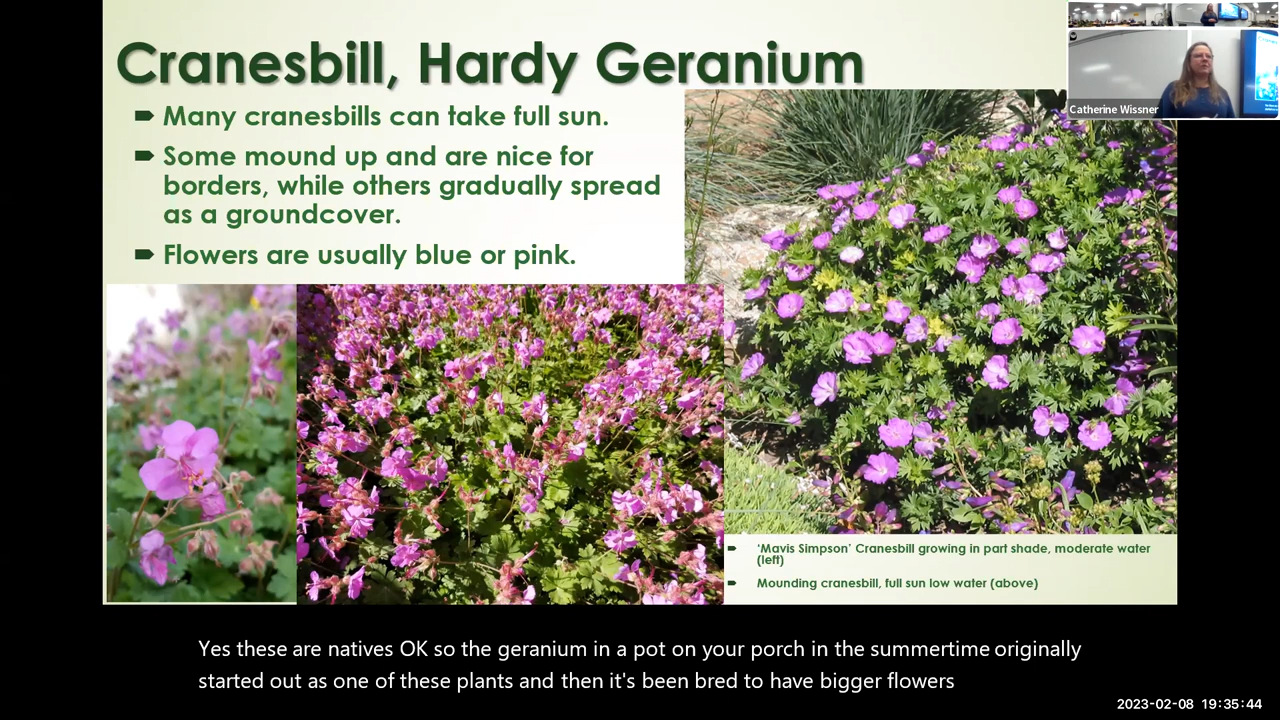 Cranesbill, Hardy Geranium
Many cranesbills can take full sun.
Some mound up and are nice for
borders, while others gradually spread
as a groundcover.
Flowers are usually blue or pink.
Catherine Wissner
‘Mavis Simpson’ Cranesbill growing in part shade, moderate water
(left)
Mounding cranesbill, full sun low water (above)
Yes these are natives OK so the geranium in a pot on your porch in the summertime originally
started out as one of these plants and then it's been bred to have bigger flowers
2023-02-08 19:35:44